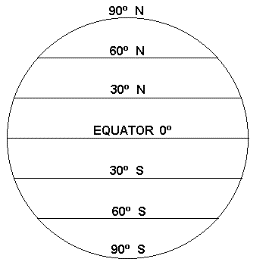 90º N
60º N
30º N
EQUATOR 0º
30º S
60º S
90º S